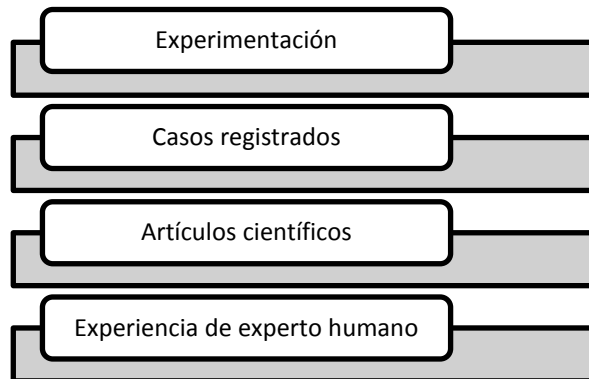 Experimentación
Casos registrados
Artículos científicos
Experiencia de experto humano